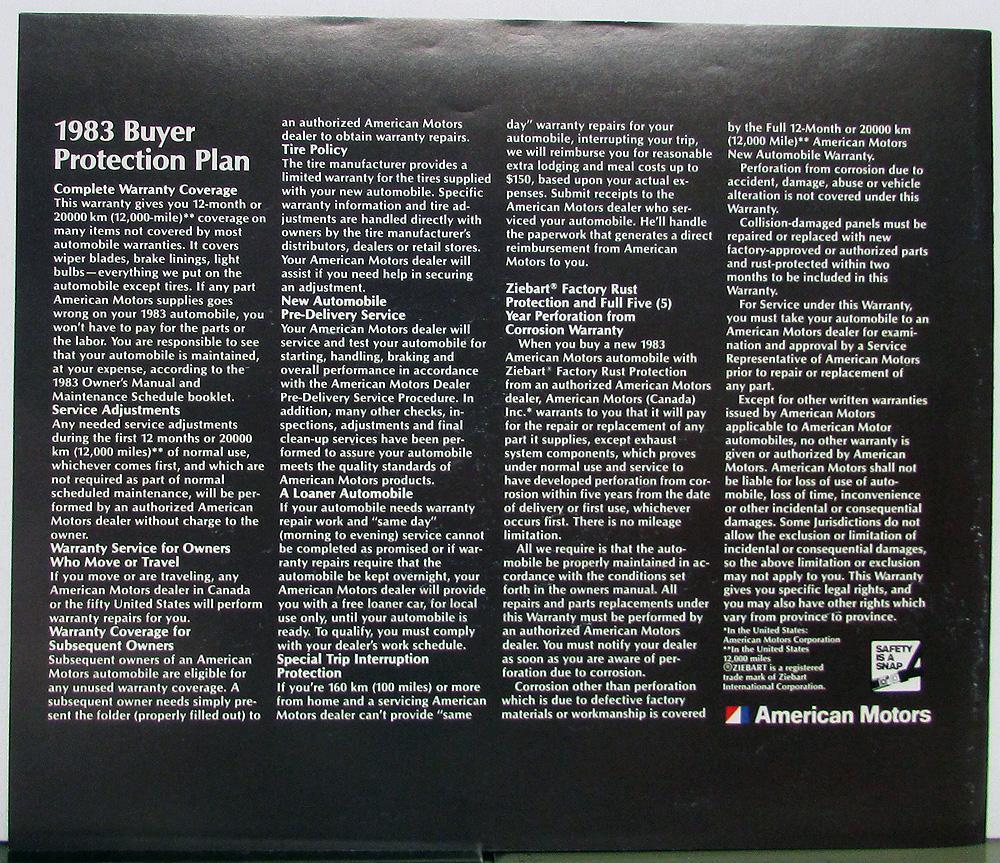 1983 Buyer
Protection Plan
Complete Warranty Coverage
This warranty gives you 12-month or
20000 km (12,000-mile)** coverage on
many items not covered by most
automobile warranties. It covers
wiper blades, brake linings, light
bulbs—everything we put on the
automobile except tires. If any part
American Motors supplies goes
wrong on your 1983 automobile, you
won't have to pay for the parts or
the labor. You are responsible to see
that your automobile is maintained,
at your expense, according to the
1983 Owner's Manual and
Maintenance Schedule booklet.
Service Adjustments
Any needed service adjustments
during the first 12 months or 20000
km (12,000 miles)** of normal use,
whichever comes first, and which are
not required as part of normal
scheduled maintenance, will be per-
formed by an authorized American
Motors dealer without charge to the
owner.
Warranty Service for Owners
Who Move or Travel
If you move or are traveling, any
American Motors dealer in Canada
or the fifty United States will perform
warranty repairs for you.
Warranty Coverage for
Subsequent Owners
Subsequent owners of an American
Motors automobile are eligible for
any unused warranty coverage. A
subsequent owner needs simply pre-
sent the folder (properly filled out) to
an authorized American Motors
dealer to obtain warranty repairs.
Tire Policy
The tire manufacturer provides a
limited warranty for the tires supplied
with your new automobile. Specific
warranty information and tire ad-
justments are handled directly with
owners by the tire manufacturer's
distributors, dealers or retail stores.
Your American Motors dealer will
assist if you need help in securing
an adjustment.
New Automobile
Pre-Delivery Service
Your American Motors dealer will
service and test your automobile for
starting, handling, braking and
overall performance in accordance
with the American Motors Dealer
Pre-Delivery Service Procedure. In
addition, many other checks, in-
spections, adjustments and final
clean-up services have been per-
formed to assure your automobile
meets the quality standards of
American Motors products.
A Loaner Automobile
If your automobile needs warranty
repair work and "same day"
(morning to evening) service cannot
be completed as promised or if war-
ranty repairs require that the
automobile be kept overnight, your
American Motors dealer will provide
you with a free loaner car, for local
use only, until your automobile is
ready. To qualify, you must comply
with your dealer's work schedule.
Special Trip Interruption
Protection
If you're 160 km (100 miles) or more
from home and a servicing American
Motors dealer can't provide "same
day" warranty repairs for your
automobile, interrupting your trip,
we will reimburse you for reasonable
extra lodging and meal costs up to
$150, based upon your actual ex-
penses. Submit receipts to the
American Motors dealer who ser-
viced your automobile. He'll handle
the paperwork that generates a direct
reimbursement from American
Motors to you.
Ziebart® Factory Rust
Protection and Full Five (5)
Year Perforation from
Corrosion Warranty
When you buy a new 1983
American Motors automobile with
Ziebart® Factory Rust Protection
from an authorized American Motors
dealer, American Motors (Canada)
Inc.* warrants to you that it will pay
for the repair or replacement of any
part it supplies, except exhaust
system components, which proves
under normal use and service to
have developed perforation from cor-
rosion within five years from the date
of delivery or first use, whichever
occurs first. There is no mileage
limitation.
All we require is that the auto-
mobile be properly maintained in ac-
cordance with the conditions set
forth in the owners manual. All
repairs and parts replacements under
this Warranty must be performed by
an authorized American Motors
dealer. You must notify your dealer
as soon as you are aware of per-
foration due to corrosion.
Corrosion other than perforation
which is due to defective factory
materials or workmanship is covered
by the Full 12-Month or 20000 km
(12,000 Mile)** American Motors
New Automobile Warranty.
Perforation from corrosion due to
accident, damage, abuse or vehicle
alteration is not covered under this
Warranty.
Collision-damaged panels must be
repaired or replaced with new
factory-approved or authorized parts
and rust-protected within two
months to be included in this
Warranty.
For Service under this Warranty,
you must take your automobile to an
American Motors dealer for exami-
nation and approval by a Service
Representative of American Motors
prior to repair or replacement of
any part.
Except for other written warranties
issued by American Motors
applicable to American Motor
automobiles, no other warranty is
given or authorized by American
Motors. American Motors shall not
be liable for loss of use of auto-
mobile, loss of time, inconvenience
or other incidental or consequential
damages. Some Jurisdictions do not
allow the exclusion or limitation of
incidental or consequential damages,
so the above limitation or exclusion
may not apply to you. This Warranty
gives you specific legal rights, and
you may also have other rights which
vary from province to province.
*In the United States:
American Motors Corporation
**In the United States
12,000 miles
®ZIEBART is a registered
trade mark of Ziebart
International Corporation.
SAFETY
IS A
SNAP
American Motors